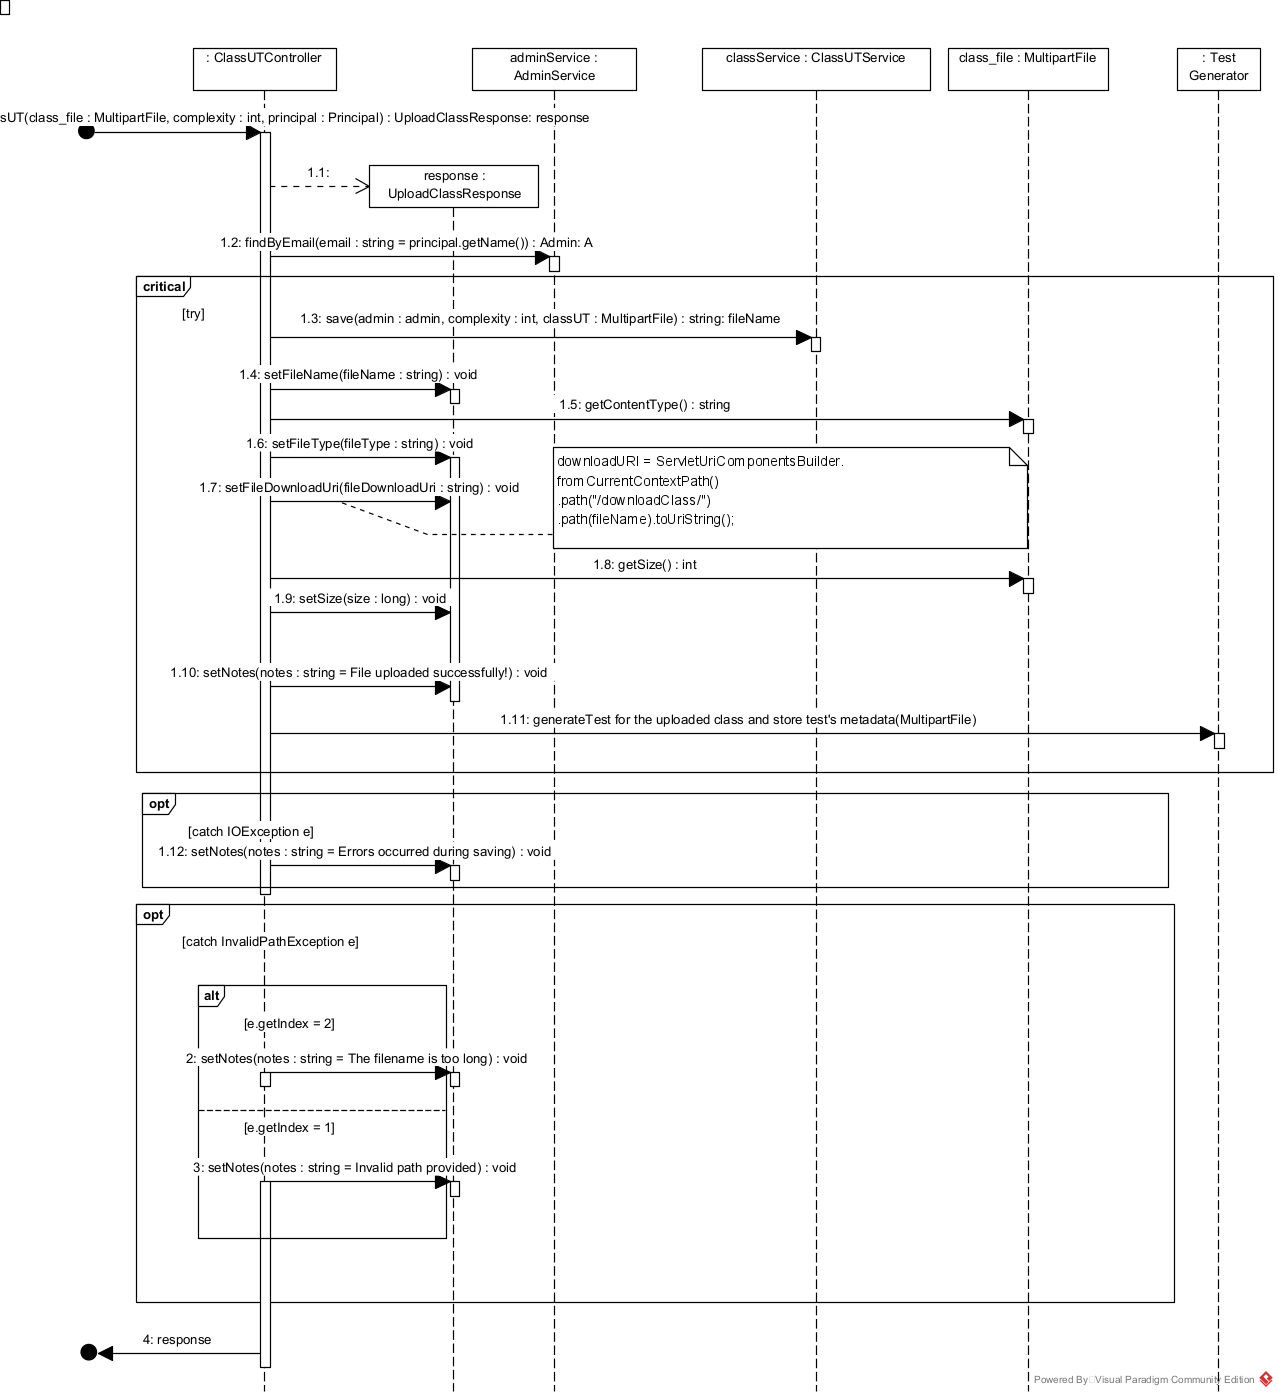 : ClassUTController
adminService :
AdminService
classService : ClassUTService
class_file : MultipartFile
: Test
Generator
sUT(class_file : MultipartFile, complexity : int, principal : Principal) : UploadClassResponse: response
1.1:
response :
UploadClassResponse
1.2: findByEmail(email : string = principal.getName()) : Admin: A
critical
[try]
1.3: save(admin : admin, complexity : int, classUT : MultipartFile) : string: fileName
1.4: setFileName(fileName : string) : void
1.5: getContentType() : string
1.6: setFileType(fileType : string) : void
downloadURI = ServletUriComponentsBuilder.
fromCurrentContextPath()
.path("/downloadClass/")
.path(fileName).toUriString();
1.7: setFileDownloadUri(fileDownloadUri : string) : void
1.8: getSize() : int
1.9: setSize(size : long) : void
1.10: setNotes(notes : string = File uploaded successfully!) : void
1.11: generateTest for the uploaded class and store test's metadata(MultipartFile)
opt
[catch IOException e]
1.12: setNotes(notes : string = Errors occurred during saving) : void
opt
[catch InvalidPathException e]
alt
[e.getIndex = 2]
2: setNotes(notes : string = The filename is too long) : void
[e.getIndex = 1]
3: setNotes(notes : string = Invalid path provided) : void
4: response
Powered By Visual Paradigm Community Edition